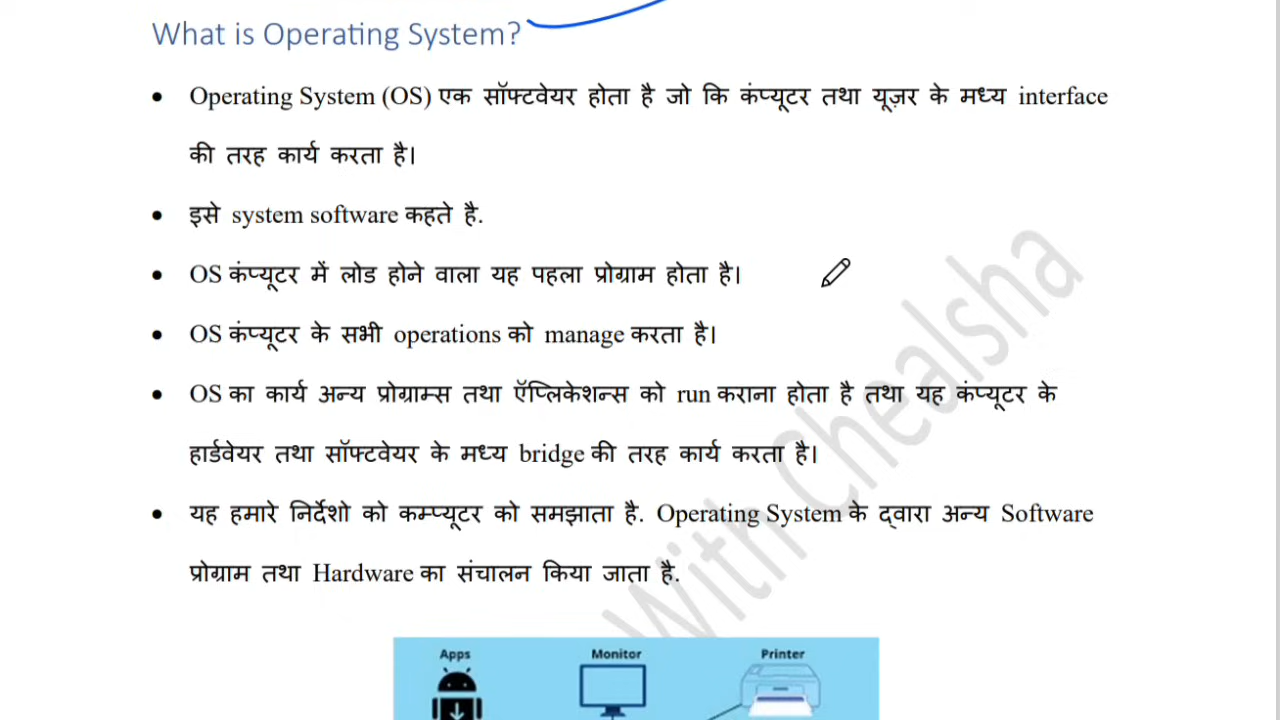 What is Operating System?
• Operating System (OS) एक सॉफ्टवेयर होता है जो कि कंप्यूटर तथा यूज़र के मध्य interface
की तरह कार्य करता है।
• इसे system software कहते है.
• OS कंप्यूटर में लोड होने वाला यह पहला प्रोग्राम होता है।
• OS कंप्यूटर के सभी operations को manage करता है।
• OS का कार्य अन्य प्रोग्राम्स तथा ऍप्लिकेशन्स को run कराना होता है तथा यह कंप्यूटर के
हार्डवेयर तथा सॉफ्टवेयर के मध्य bridge की तरह कार्य करता है।
• यह हमारे निर्देशो को कम्प्यूटर को समझाता है. Operating System के द्वारा अन्य Software
प्रोग्राम तथा Hardware का संचालन किया जाता है.
With Chealsha
Apps Monitor Printer